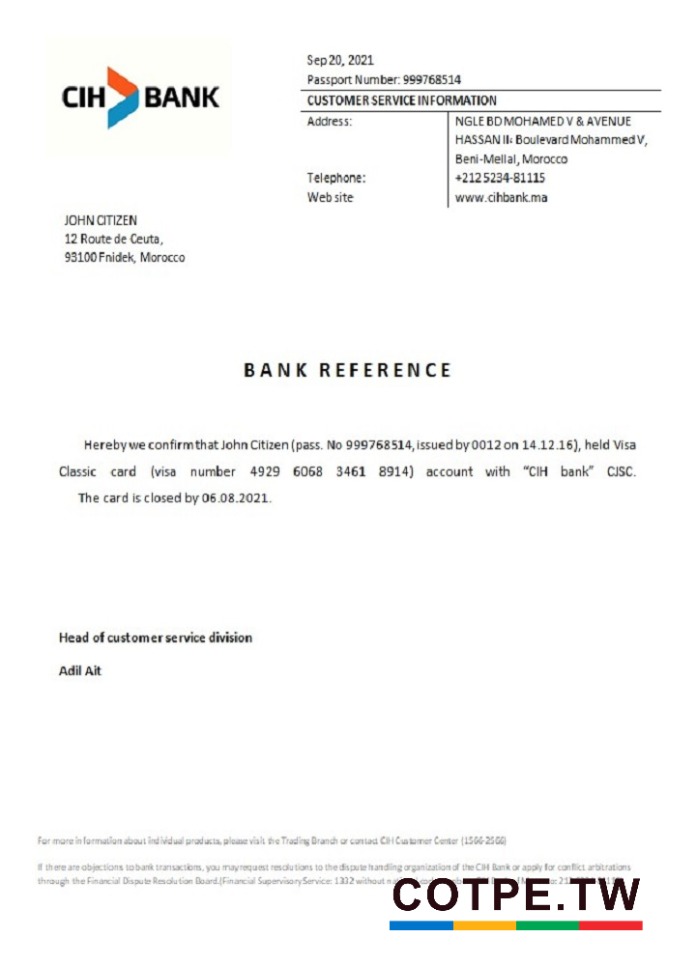 CIH BANK
Sep 20, 2021
Passport Number: 999768514
CUSTOMER SERVICE INFORMATION
Address: NGLE BD MOHAMED V & AVENUE
HASSAN II- Boulevard Mohammed V,
Beni-Mellal, Morocco
Telephone: +212 5234-81115
Web site www.cihbank.ma
JOHN CITIZEN
12 Route de Ceuta,
93100 Fnidek, Morocco
BANK REFERENCE
Hereby we confirm that John Citizen (pass. No 999768514, issued by 0012 on 14.12.16), held Visa
Classic card (visa number 4929 6068 3461 8914) account with “CIH bank” CJSC.
The card is closed by 06.08.2021.
Head of customer service division
Adil Ait
For more information about individual products, please visit the Trading Branch or contact CIH Customer Center (1566-2566)
If there are objections to bank transactions, you may request resolutions to the dispute handling organization of the CIH Bank or apply for conflict arbitrations
through the Financial Dispute Resolution Board.(Financial Supervisory Service: 1332 without
COTPE.TW